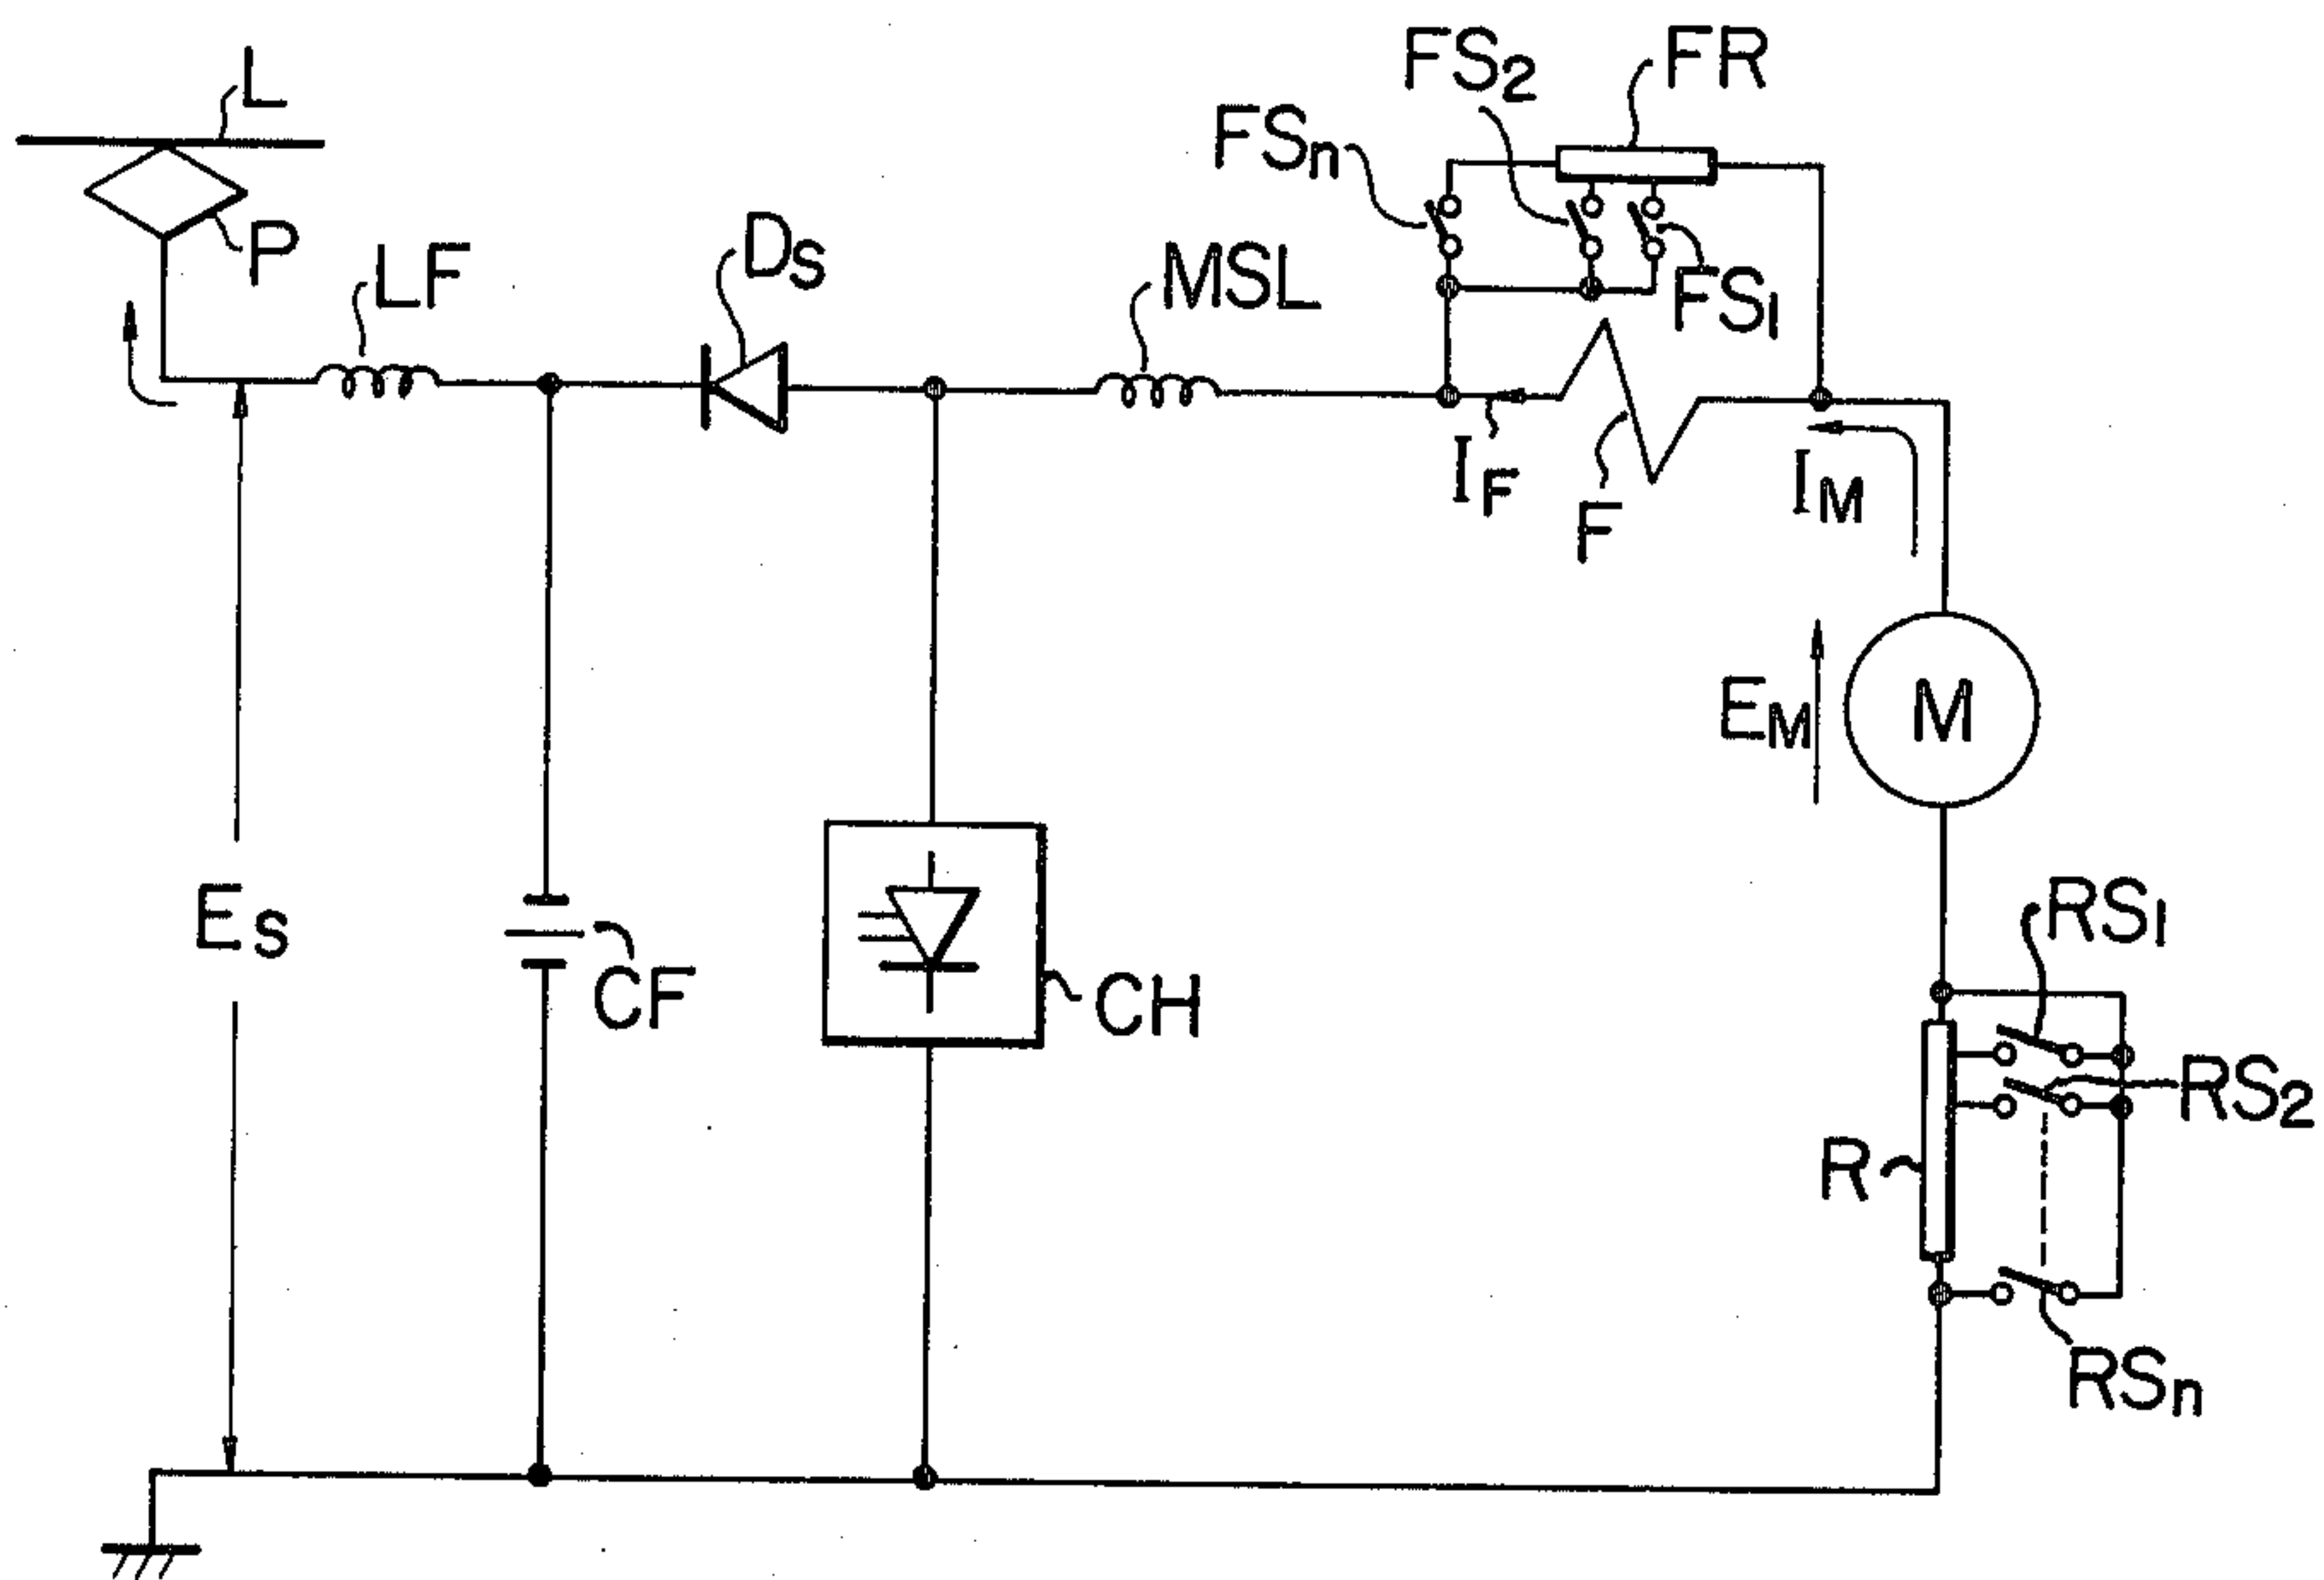 L
P
LF
Ds
MSL
FSn
FS2
FR
FS1
IF
F
IM
EM
M
Es
CF
CH
RS1
RS2
R
RSn